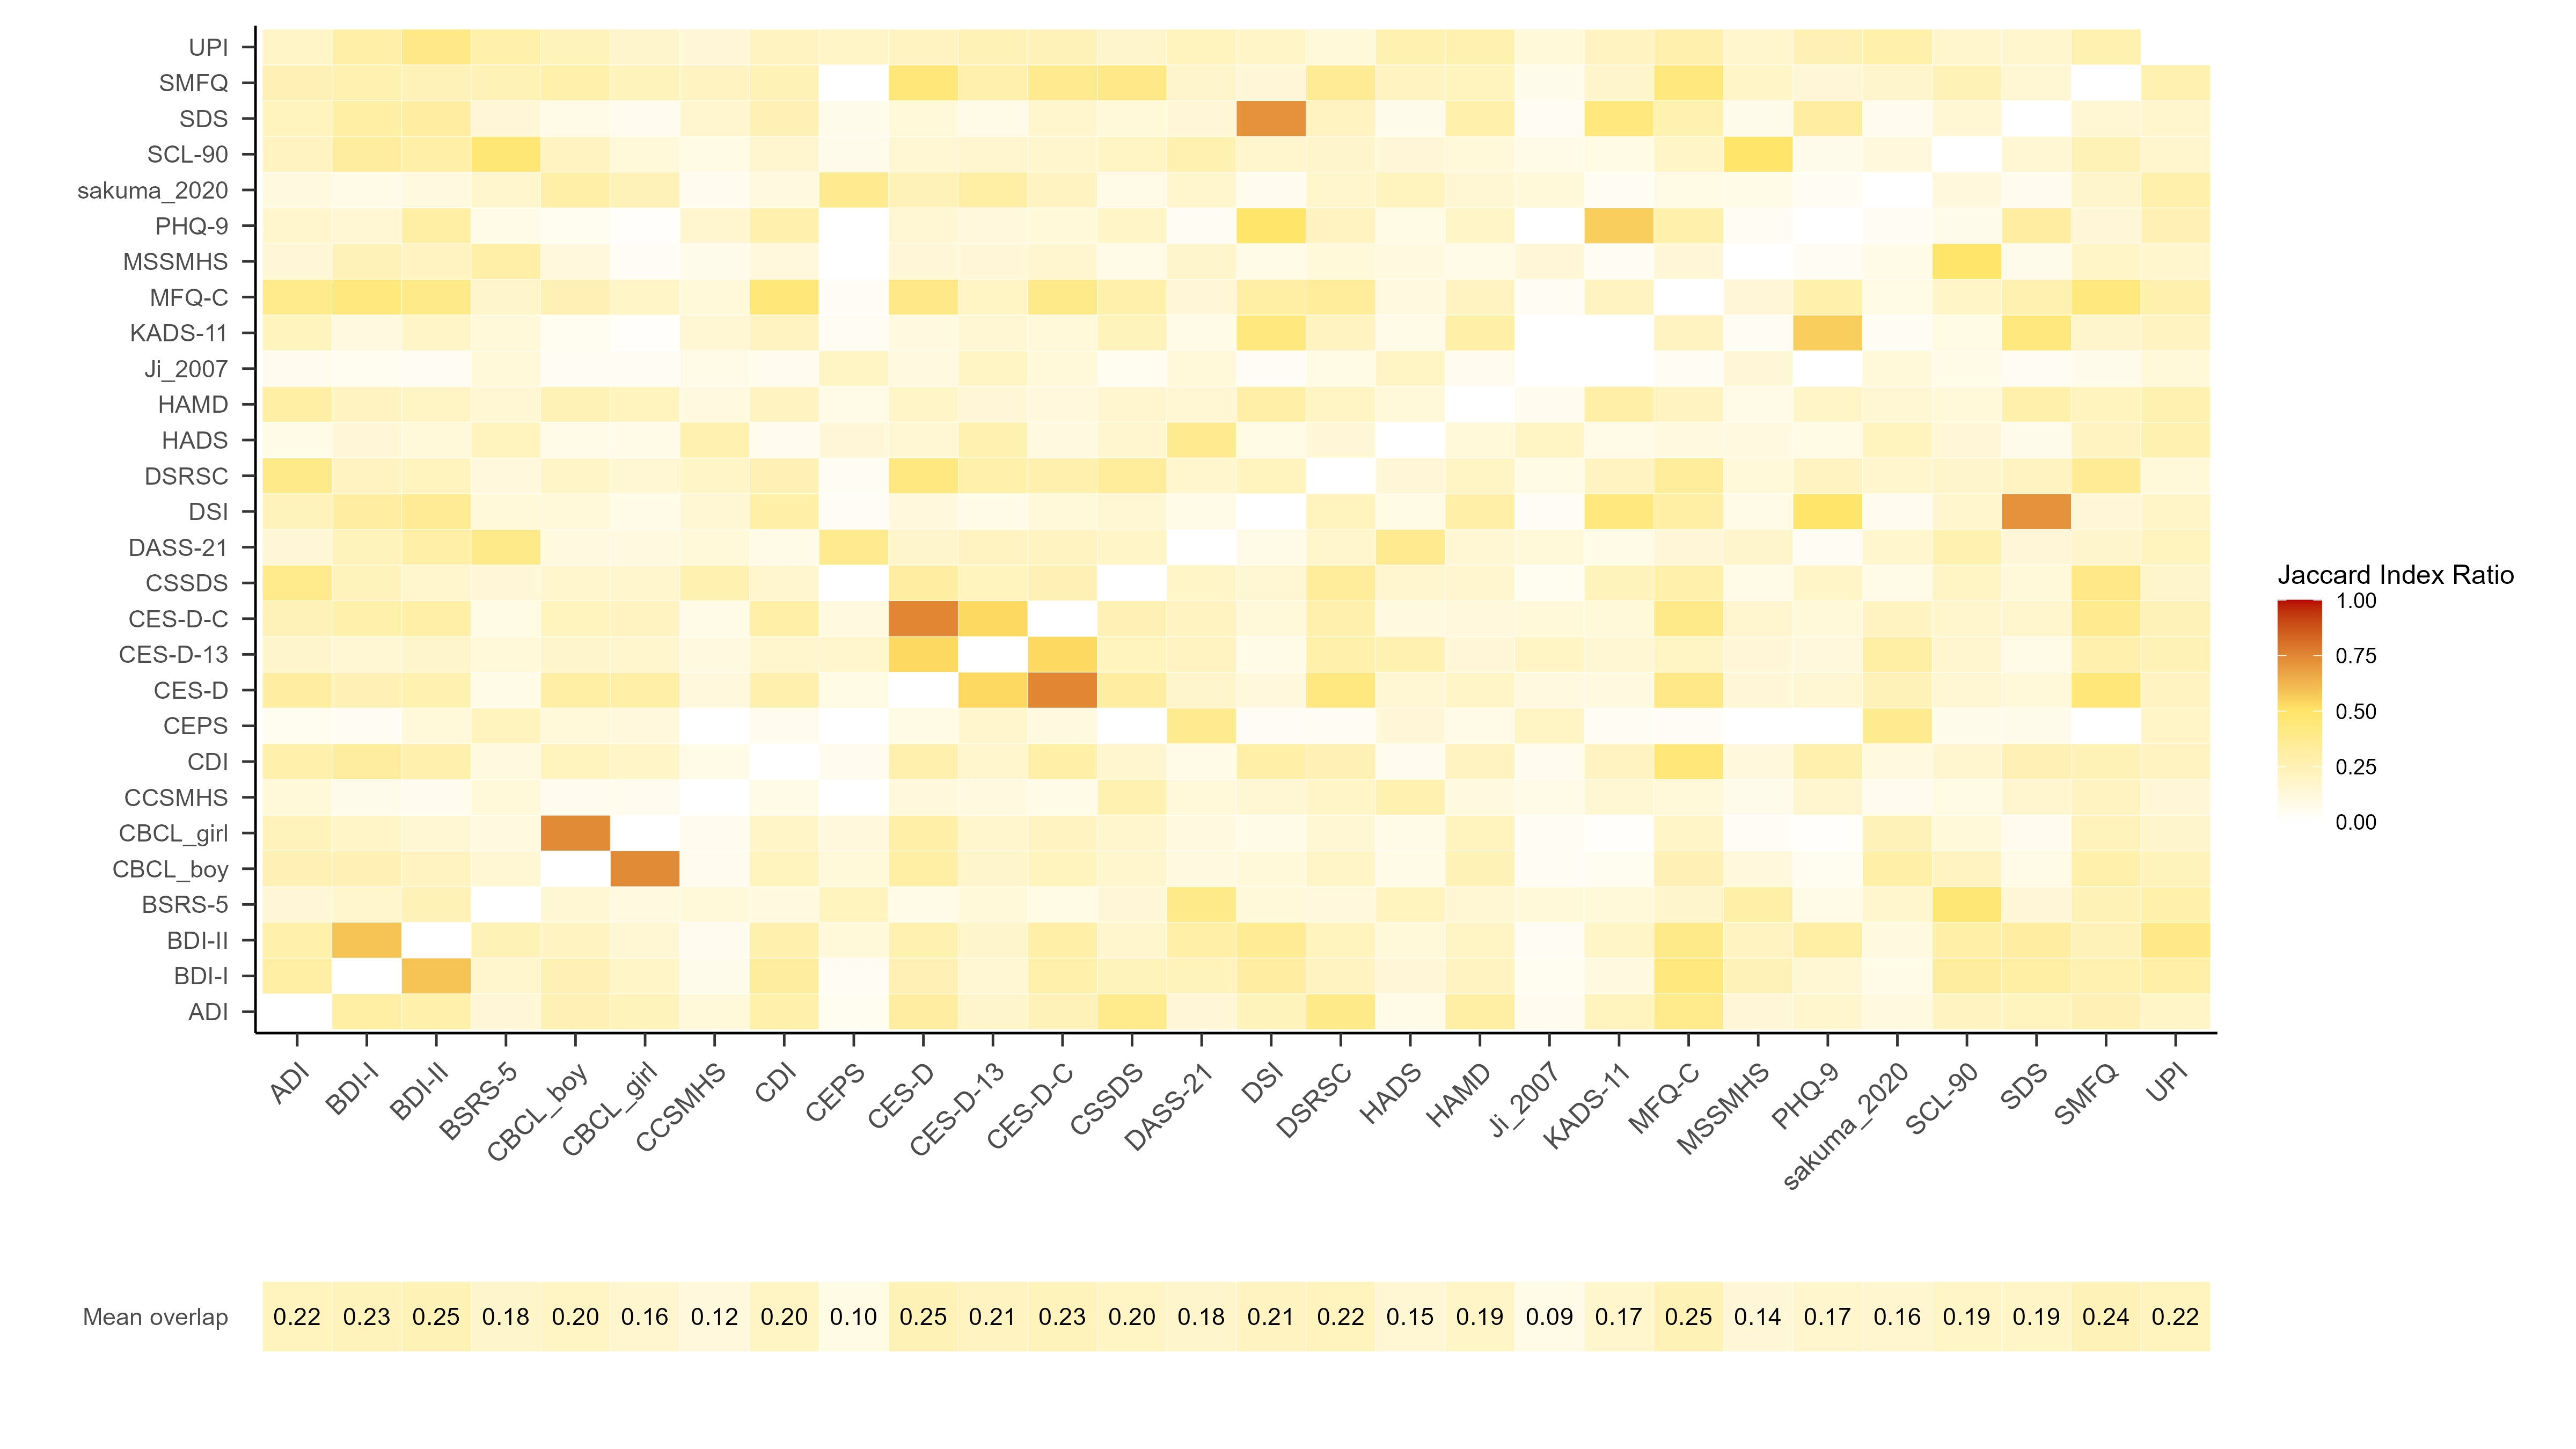 UPI
SMFQ
SDS
SCL-90
sakuma_2020
PHQ-9
MSSMHS
MFQ-C
KADS-11
Ji_2007
HAMD
HADS
DSRSC
DSI
DASS-21
CSSDS
CES-D-C
CES-D-13
CES-D
CEPS
CDI
CCSMHS
CBCL_girl
CBCL_boy
BSRS-5
BDI-II
BDI-I
ADI
ADI BDI-I BDI-II BSRS-5 CBCL_boy CBCL_girl CCSMHS CDI CEPS CES-D CES-D-13 CES-D-C CSSDS DASS-21 DSI DSRSC HADS HAMD Ji_2007 KADS-11 MFQ-C MSSMHS PHQ-9 sakuma_2020 SCL-90 SDS SMFQ UPI
Jaccard Index Ratio
1.00
0.75
0.50
0.25
0.00
Mean overlap 0.22 0.23 0.25 0.18 0.20 0.16 0.12 0.20 0.10 0.25 0.21 0.23 0.20 0.18 0.21 0.22 0.15 0.19 0.09 0.17 0.25 0.14 0.17 0.16 0.19 0.19 0.24 0.22